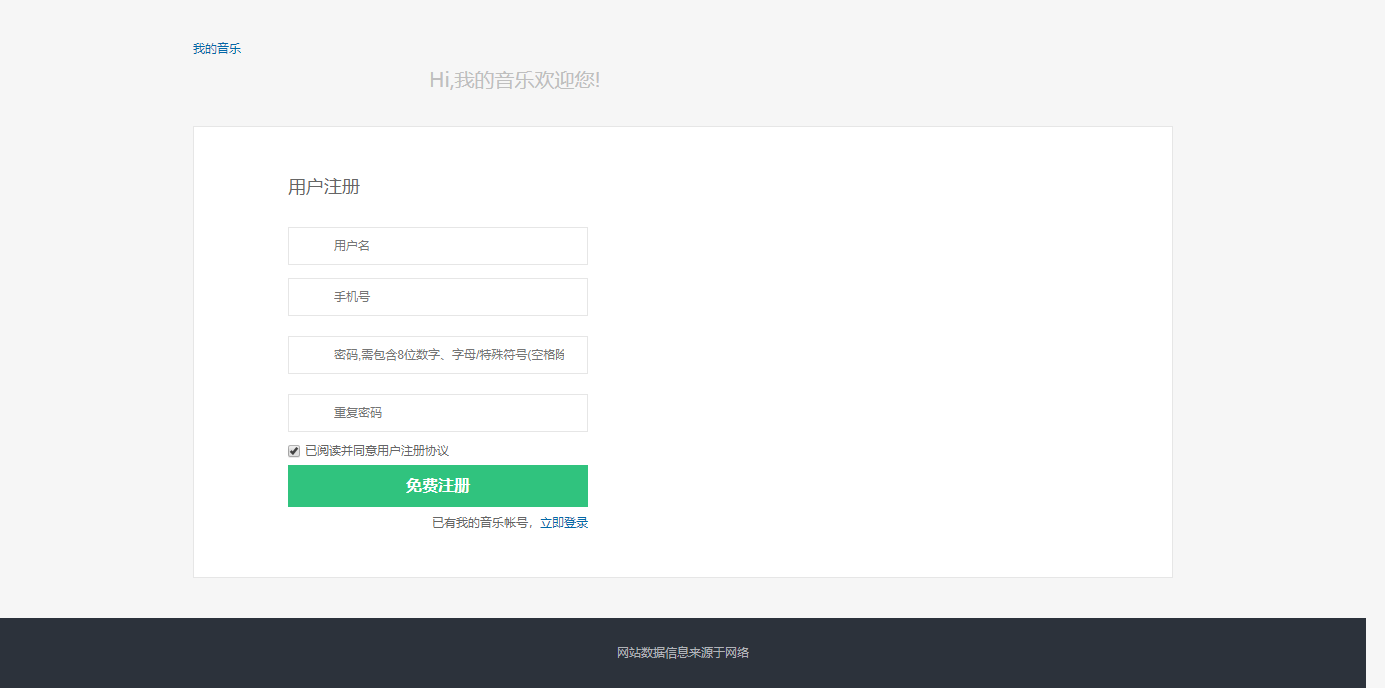 我的音乐
Hi,我的音乐欢迎您!
用户注册
用户名
手机号
密码,需包含8位数字、字母/特殊符号(空格除
重复密码
已阅读并同意用户注册协议
免费注册
已有我的音乐帐号，立即登录
网站数据信息来源于网络